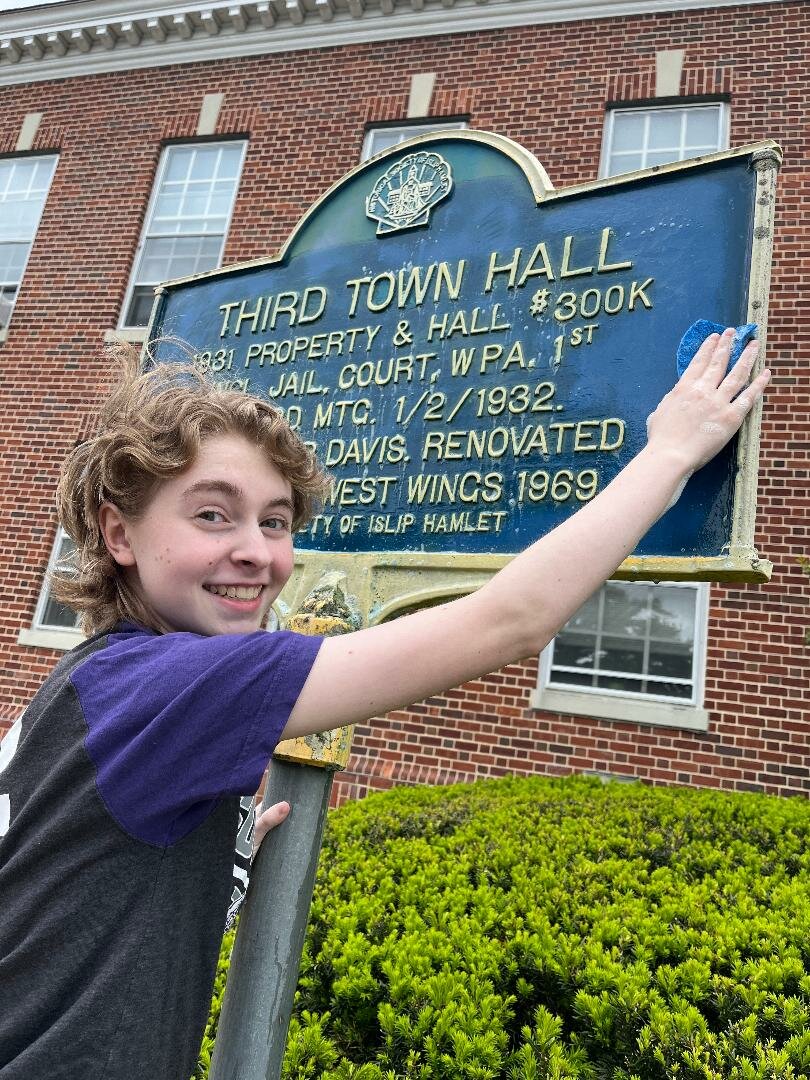 THIRD TOWN HALL
1931 PROPERTY & HALL $300K
INCL. JAIL, COURT, WPA. 1ST
MTG. 1/2/1932.
DAVIS. RENOVATED
WEST WINGS 1969
OF ISLIP HAMLET